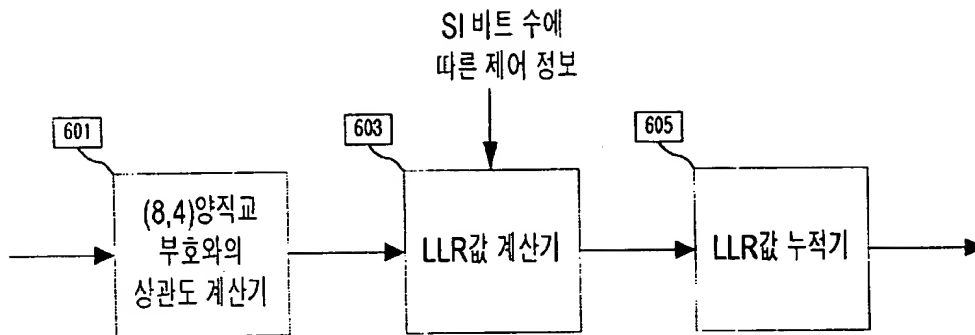 SI 비트 수에
따른 제어 정보
601
603
605
(8,4)양직교
부호와의
상관도 계산기
LLR값 계산기
LLR값 누적기